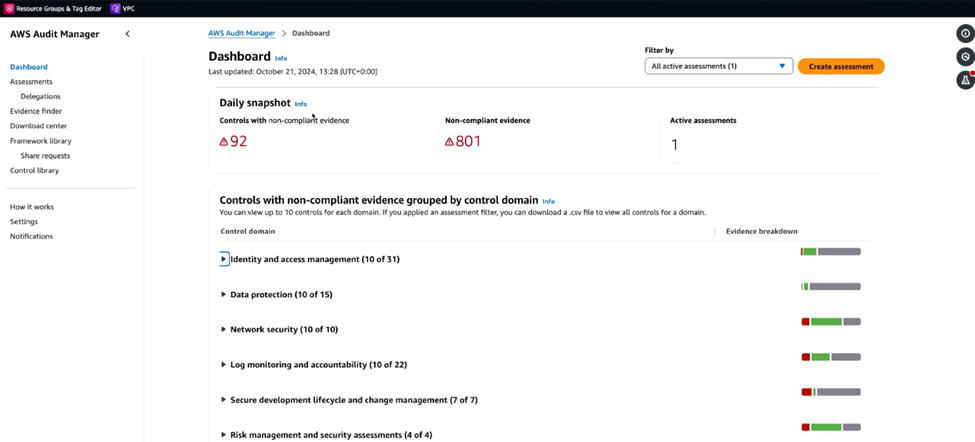 Resource Groups & Tag Editor VPC
AWS Audit Manager
Dashboard
Assessments
Delegations
Evidence finder
Download center
Framework library
Share requests
Control library
How it works
Settings
Notifications
AWS Audit Manager > Dashboard
Dashboard Info
Last updated: October 21, 2024, 13:28 (UTC+0:00)
Filter by
All active assessments (1)
Create assessment
Daily snapshot Info
Controls with non-compliant evidence
92
Non-compliant evidence
801
Active assessments
1
Controls with non-compliant evidence grouped by control domain Info
You can view up to 10 controls for each domain. If you applied an assessment filter, you can download a .csv file to view all controls for a domain.
Control domain Evidence breakdown
Identity and access management (10 of 31)
Data protection (10 of 15)
Network security (10 of 10)
Log monitoring and accountability (10 of 22)
Secure development lifecycle and change management (7 of 7)
Risk management and security assessments (4 of 4)